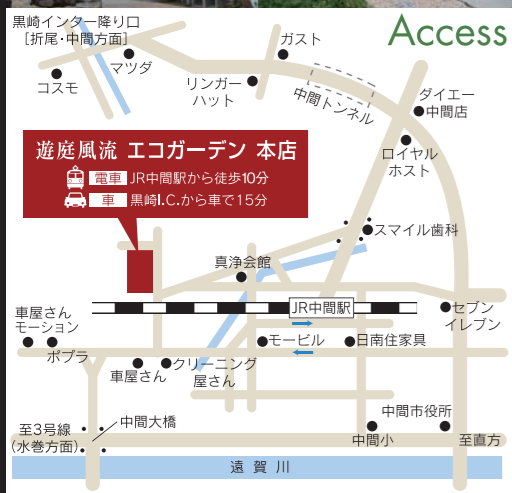 黒崎インター降り口
[折尾・中間方面]
Access
ガスト
マツダ
コスモ
リンガー
ハット
中間トンネル
ダイエー
中間店
ロイヤル
ホスト
遊庭風流 エコガーデン 本店
電車 JR中間駅から徒歩10分
車 黒崎I.C.から車で15分
スマイル歯科
真浄会館
JR中間駅
セブン
イレブン
車屋さん
モーション
ポプラ
モービル
日南住家具
車屋さん
クリーニング
屋さん
至3号線
(水巻方面)
中間大橋
中間市役所
中間小
至直方
遠賀川